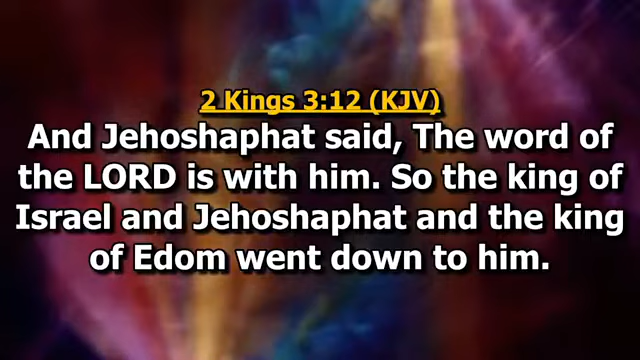 2 Kings 3:12 (KJV)
And Jehoshaphat said, The word of
the LORD is with him. So the king of
Israel and Jehoshaphat and the king
of Edom went down to him.